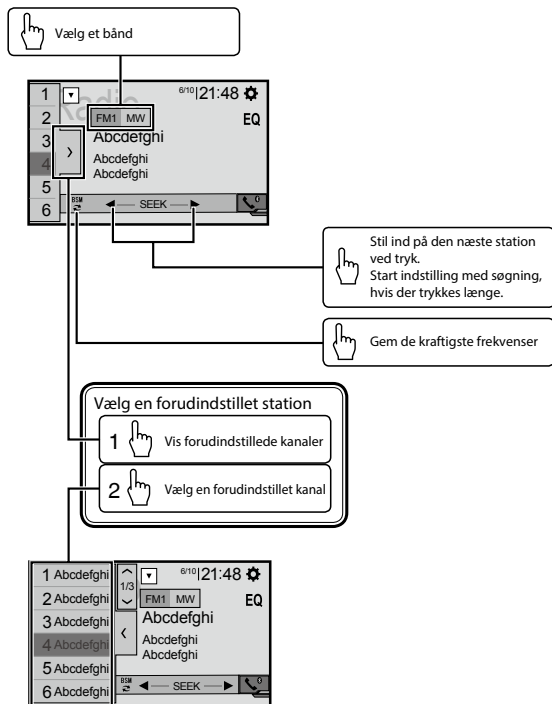 Vælg et bånd
Radio
1
2
3
4
5
6
6/10 21:48
FM1 MW
EQ
Abcdefghi
Abcdefghi
Abcdefghi
BSM
SEEK
Stil ind på den næste station
ved tryk.
Start indstilling med søgning,
hvis der trykkes længe.
Gem de kraftigste frekvenser
Vælg en forudindstillet station
1 Vis forudindstillede kanaler
2 Vælg en forudindstillet kanal
1 Abcdefghi
2 Abcdefghi
3 Abcdefghi
4 Abcdefghi
5 Abcdefghi
6 Abcdefghi
1/3
6/10 21:48
FM1 MW
EQ
Abcdefghi
Abcdefghi
Abcdefghi
BSM
SEEK